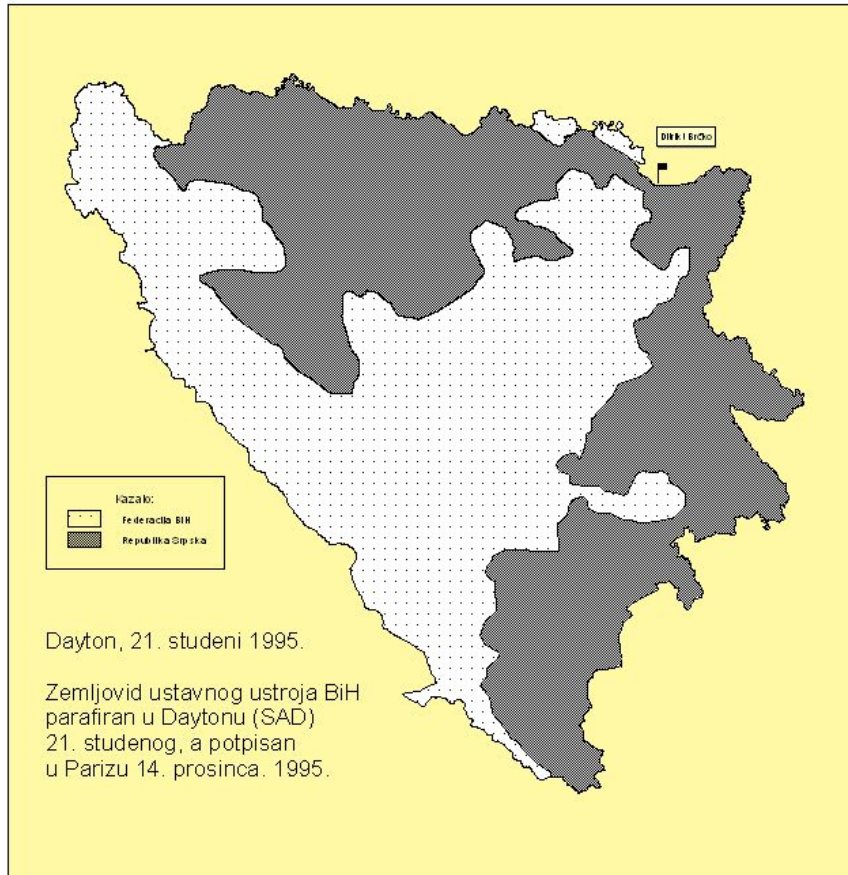 Distrikt Brčko
Kazalo:
Federacija BiH
Republika Srpska
Dayton, 21. studeni 1995.
Zemljovid ustavnog ustroja BiH
parafiran u Daytonu (SAD)
21. studenog, a potpisan
u Parizu 14. prosinca. 1995.